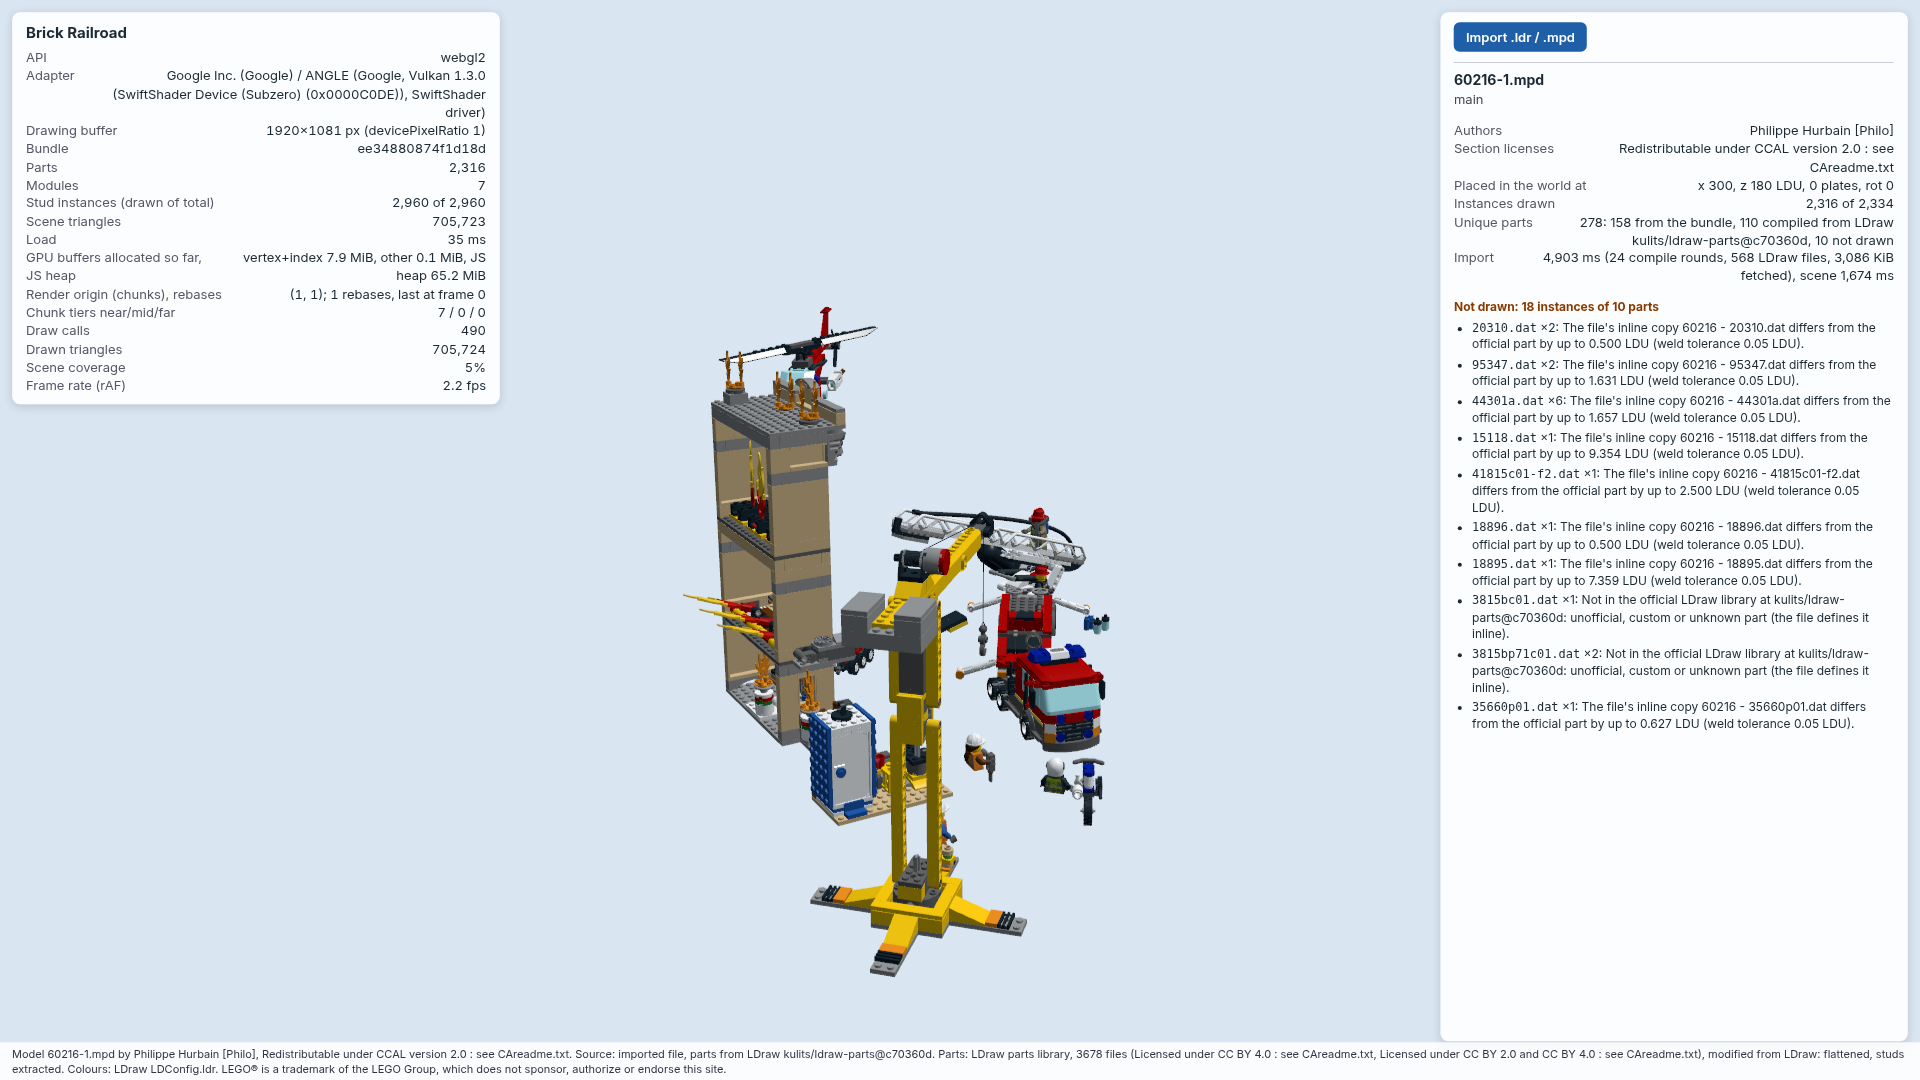 Brick Railroad
API webgl2
Adapter Google Inc. (Google) / ANGLE (Google, Vulkan 1.3.0
(SwiftShader Device (Subzero) (0x0000C0DE)), SwiftShader
driver)
Drawing buffer 1920×1081 px (devicePixelRatio 1)
Bundle ee34880874f1d18d
Parts 2,316
Modules 7
Stud instances (drawn of total) 2,960 of 2,960
Scene triangles 705,723
Load 35 ms
GPU buffers allocated so far, vertex+index 7.9 MiB, other 0.1 MiB, JS
JS heap heap 65.2 MiB
Render origin (chunks), rebases (1, 1); 1 rebases, last at frame 0
Chunk tiers near/mid/far 7 / 0 / 0
Draw calls 490
Drawn triangles 705,724
Scene coverage 5%
Frame rate (rAF) 2.2 fps
Import .ldr / .mpd
60216-1.mpd
main
Authors Philippe Hurbain [Philo]
Section licenses Redistributable under CCAL version 2.0 : see
CAreadme.txt
Placed in the world at x 300, z 180 LDU, 0 plates, rot 0
Instances drawn 2,316 of 2,334
Unique parts 278: 158 from the bundle, 110 compiled from LDraw
kulits/ldraw-parts@c70360d, 10 not drawn
Import 4,903 ms (24 compile rounds, 568 LDraw files, 3,086 KiB
fetched), scene 1,674 ms
Not drawn: 18 instances of 10 parts
• 20310.dat ×2: The file's inline copy 60216 - 20310.dat differs from the
official part by up to 0.500 LDU (weld tolerance 0.05 LDU).
• 95347.dat ×2: The file's inline copy 60216 - 95347.dat differs from the
official part by up to 1.631 LDU (weld tolerance 0.05 LDU).
• 44301a.dat ×6: The file's inline copy 60216 - 44301a.dat differs from the
official part by up to 1.657 LDU (weld tolerance 0.05 LDU).
• 15118.dat ×1: The file's inline copy 60216 - 15118.dat differs from the
official part by up to 9.354 LDU (weld tolerance 0.05 LDU).
• 41815c01-f2.dat ×1: The file's inline copy 60216 - 41815c01-f2.dat
differs from the official part by up to 2.500 LDU (weld tolerance 0.05
LDU).
• 18896.dat ×1: The file's inline copy 60216 - 18896.dat differs from the
official part by up to 0.500 LDU (weld tolerance 0.05 LDU).
• 18895.dat ×1: The file's inline copy 60216 - 18895.dat differs from the
official part by up to 7.359 LDU (weld tolerance 0.05 LDU).
• 3815bc01.dat ×1: Not in the official LDraw library at kulits/ldraw-
parts@c70360d: unofficial, custom or unknown part (the file defines it
inline).
• 3815bp71c01.dat ×2: Not in the official LDraw library at kulits/ldraw-
parts@c70360d: unofficial, custom or unknown part (the file defines it
inline).
• 35660p01.dat ×1: The file's inline copy 60216 - 35660p01.dat differs
from the official part by up to 0.627 LDU (weld tolerance 0.05 LDU).
Model 60216-1.mpd by Philippe Hurbain [Philo], Redistributable under CCAL version 2.0 : see CAreadme.txt. Source: imported file, parts from LDraw kulits/ldraw-parts@c70360d. Parts: LDraw parts library, 3678 files (Licensed under CC BY 4.0 : see CAreadme.txt, Licensed under CC BY 2.0 and CC BY 4.0 : see CAreadme.txt), modified from LDraw: flattened, studs
extracted. Colours: LDraw LDConfig.ldr. LEGO® is a trademark of the LEGO Group, which does not sponsor, authorize or endorse this site.